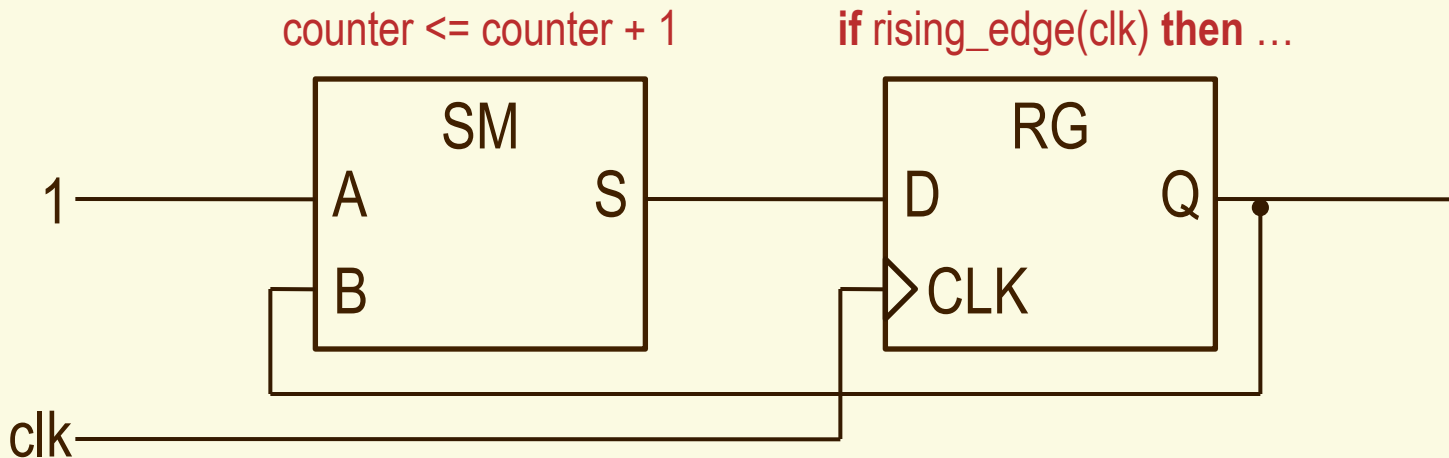 counter <= counter + 1
if rising_edge(clk) then …
SM
RG
1
A
S
D
Q
B
CLK
clk